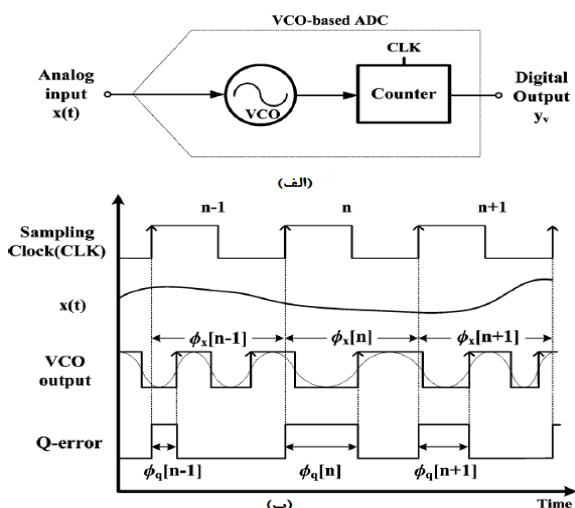 VCO-based ADC
Analog
input
x(t)
VCO
CLK
Counter
Digital
Output
yᵥ
(الف)
n-1
n
n+1
Sampling
Clock(CLK)
x(t)
ϕₓ[n-1]
ϕₓ[n]
ϕₓ[n+1]
VCO
output
Q-error
ϕq[n-1]
ϕq[n]
ϕq[n+1]
(ب)
Time